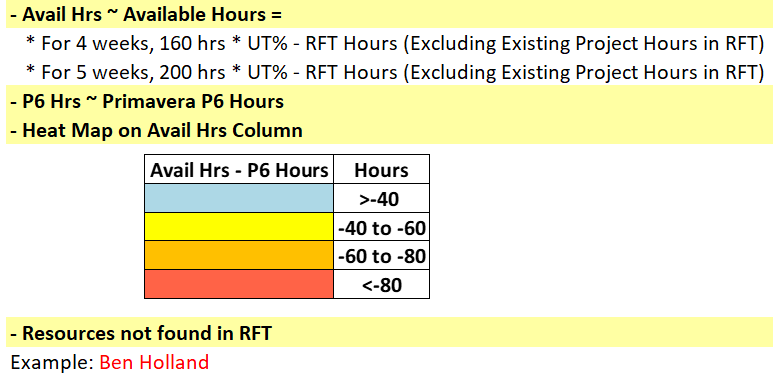 - Avail Hrs ~ Available Hours =
* For 4 weeks, 160 hrs * UT% - RFT Hours (Excluding Existing Project Hours in RFT)
* For 5 weeks, 200 hrs * UT% - RFT Hours (Excluding Existing Project Hours in RFT)
- P6 Hrs ~ Primavera P6 Hours
- Heat Map on Avail Hrs Column
Avail Hrs - P6 Hours Hours
>-40
-40 to -60
-60 to -80
<-80
- Resources not found in RFT
Example: Ben Holland